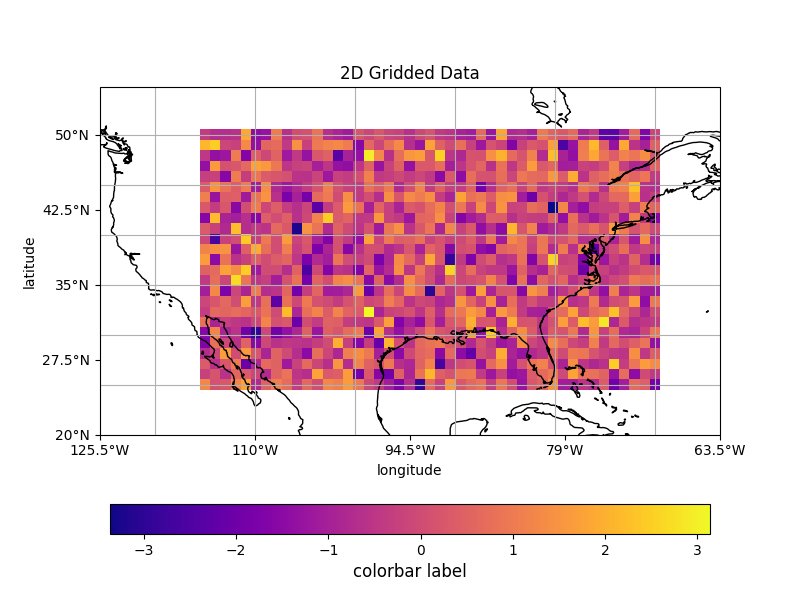 2D Gridded Data
50°N
42.5°N
35°N
27.5°N
20°N
latitude
125.5°W 110°W 94.5°W 79°W 63.5°W
longitude
−3 −2 −1 0 1 2 3
colorbar label